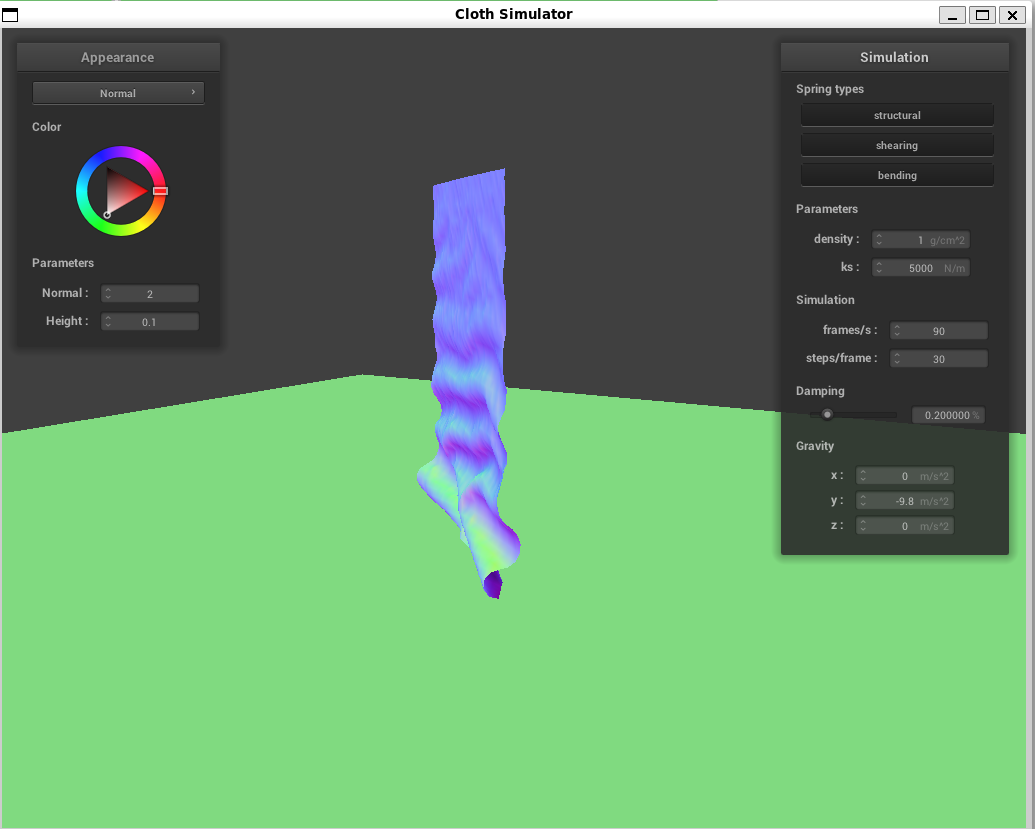 Cloth Simulator
Appearance
Normal
Color
Parameters
Normal : 2
Height : 0.1
Simulation
Spring types
structural
shearing
bending
Parameters
density : 1 g/cm^2
ks : 5000 N/m
Simulation
frames/s : 90
steps/frame : 30
Damping
0.200000 %
Gravity
x : 0 m/s^2
y : -9.8 m/s^2
z : 0 m/s^2